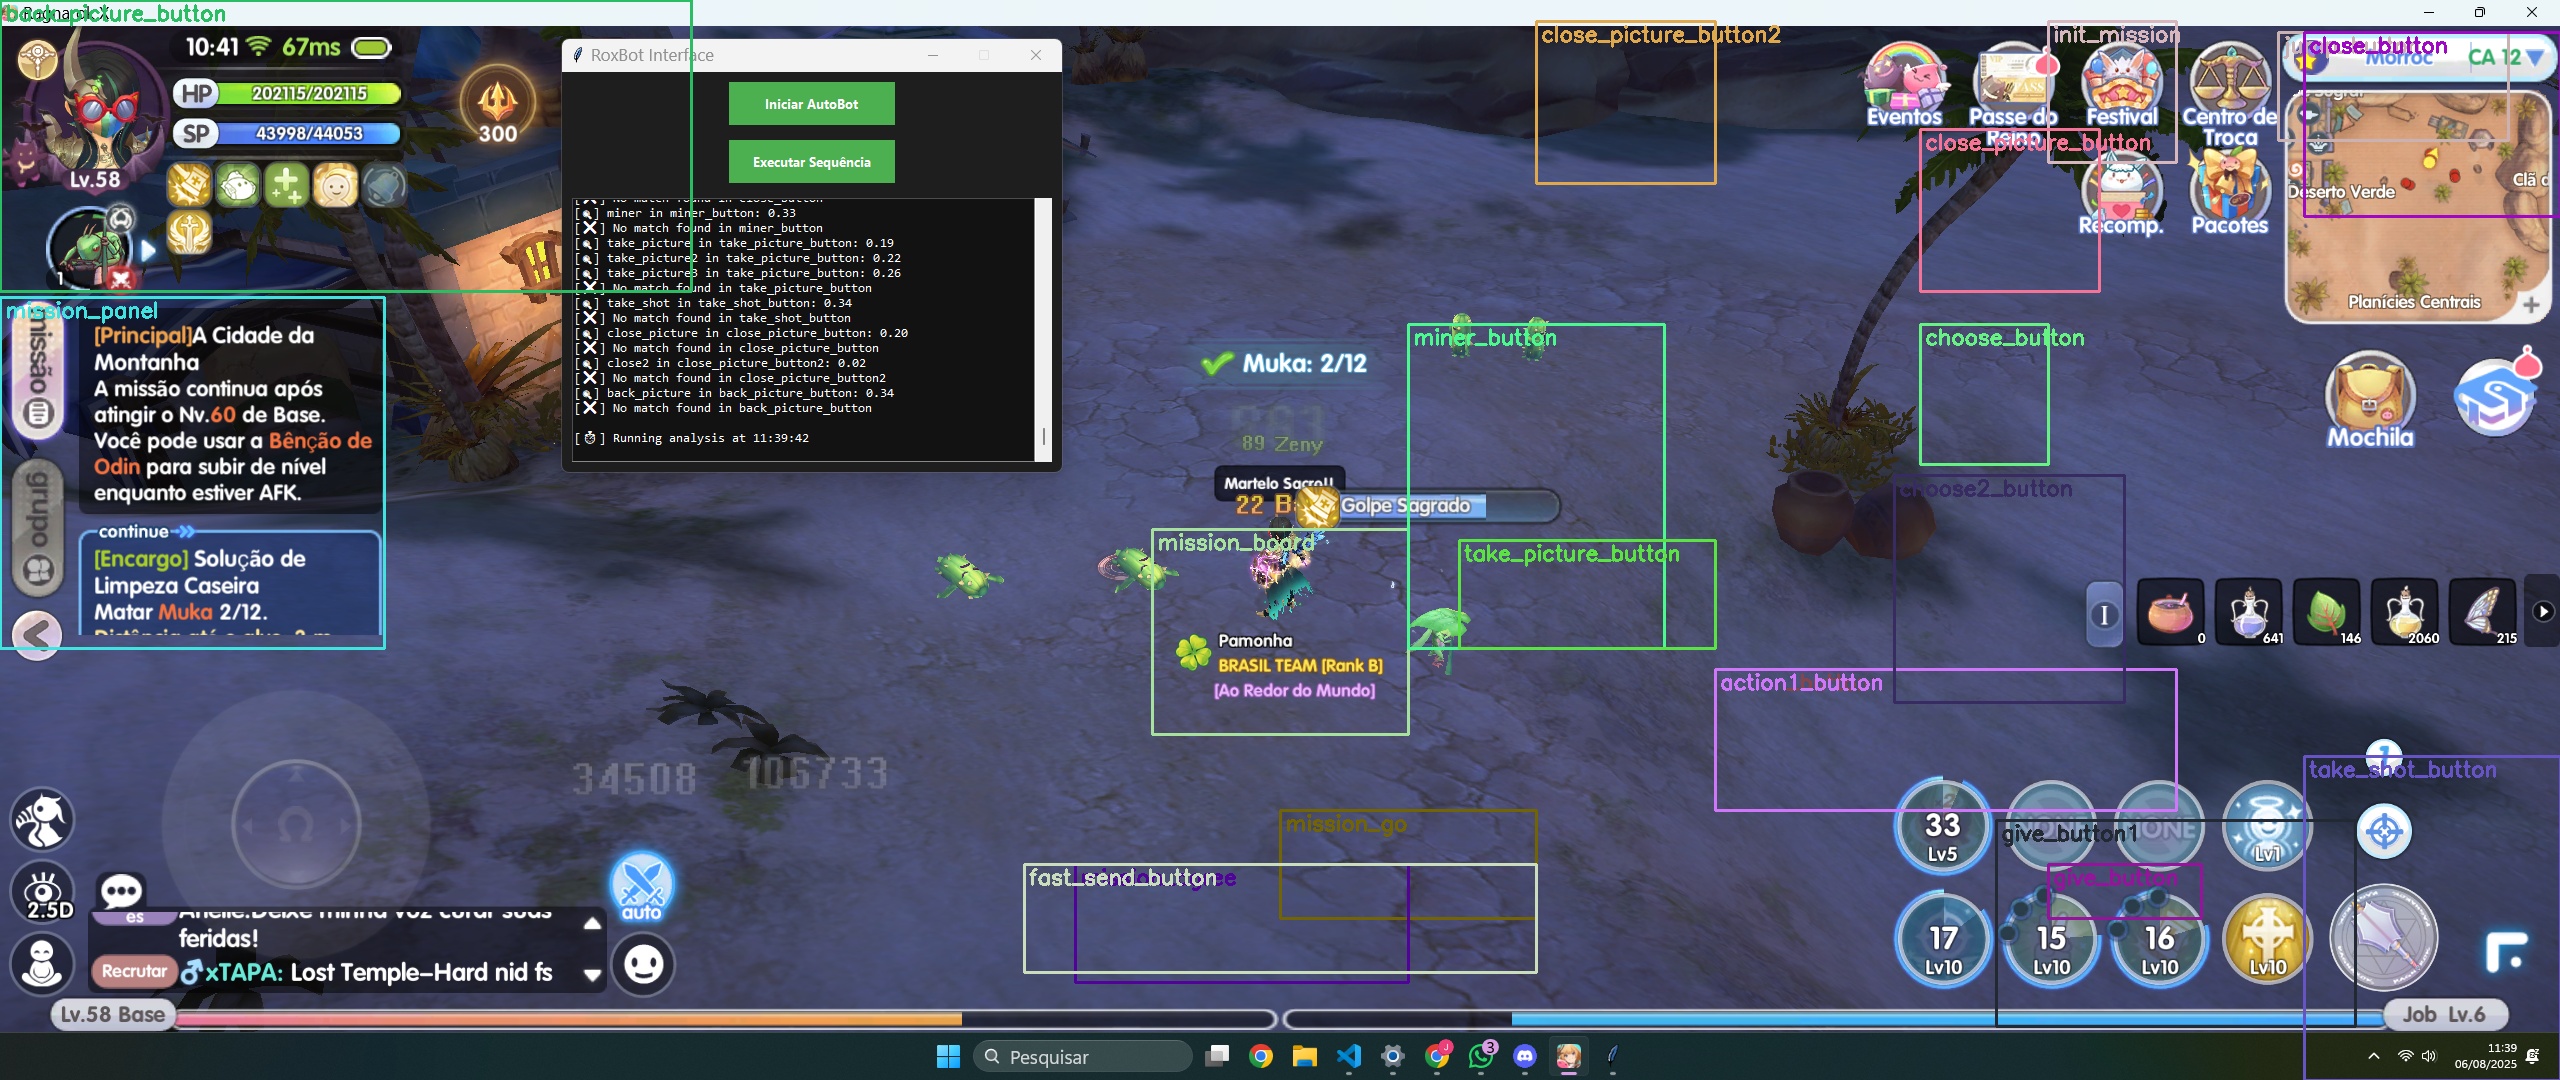 Ragnarok X
back_picture_button
10:41
67ms
HP 202115/202115
SP 43998/44053
300
Lv.58
1
RoxBot Interface
Iniciar AutoBot
Executar Sequência
[🔍] miner in miner_button: 0.33
[❌] No match found in miner_button
[🔍] take_picture in take_picture_button: 0.19
[🔍] take_picture2 in take_picture_button: 0.22
[🔍] take_picture3 in take_picture_button: 0.26
[❌] No match found in take_picture_button
[🔍] take_shot in take_shot_button: 0.34
[❌] No match found in take_shot_button
[🔍] close_picture in close_picture_button: 0.20
[❌] No match found in close_picture_button
[🔍] close2 in close_picture_button2: 0.02
[❌] No match found in close_picture_button2
[🔍] back_picture in back_picture_button: 0.34
[❌] No match found in back_picture_button
[⏱] Running analysis at 11:39:42
close_picture_button2
init_mission
close_button
Morroc
CA 12
Eventos
Passe do Reino
Festival
Centro de Troca
close_picture_button
Recomp.
Pacotes
Deserto Verde
Clã d
Planícies Centrais
mission_panel
missão
grupo
[Principal]A Cidade da
Montanha
A missão continua após
atingir o Nv.60 de Base.
Você pode usar a Bênção de
Odin para subir de nível
enquanto estiver AFK.
continue
[Encargo] Solução de
Limpeza Caseira
Matar Muka 2/12.
Muka: 2/12
89 Zeny
Martelo Sacro!!
22 B
Golpe Sagrado
miner_button
choose_button
Mochila
choose2_button
mission_board
take_picture_button
Pamonha
BRASIL TEAM [Rank B]
[Ao Redor do Mundo]
I
0
641
146
2060
215
action1_button
34508
106733
take_shot_button
mission_go
fast_send_button
give_button1
give_button
33
Lv5
NONE
Lv1
17
Lv10
15
Lv10
16
Lv10
Lv10
2.5D
auto
es
feridas!
Recrutar
xTAPA: Lost Temple-Hard nid fs
Lv.58 Base
Job Lv.6
Pesquisar
3
11:39
06/08/2025